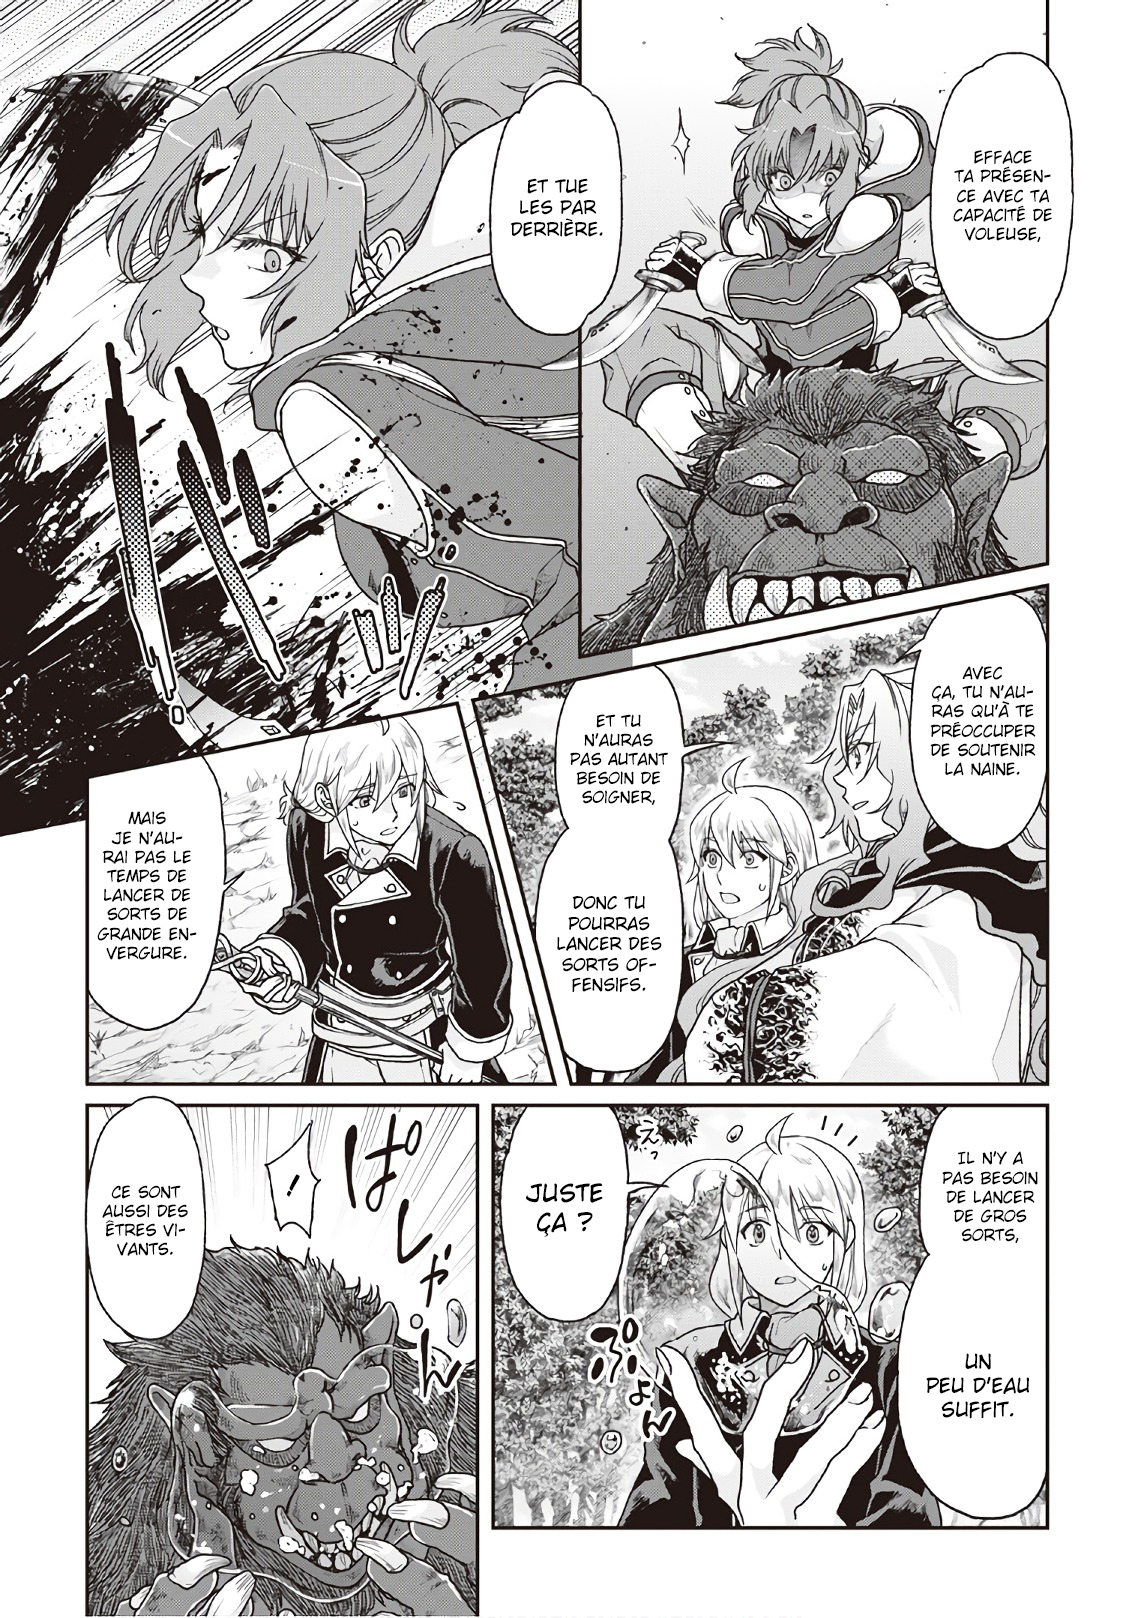 EFFACE
TA PRÉSEN-
CE AVEC TA
CAPACITÉ DE
VOLEUSE,
ET TUE
LES PAR
DERRIÈRE.
AVEC
ÇA, TU N'AU-
RAS QU'À TE
PRÉOCCUPER
DE SOUTENIR
LA NAINE.
ET TU
N'AURAS
PAS AUTANT
BESOIN DE
SOIGNER,
DONC TU
POURRAS
LANCER DES
SORTS OF-
FENSIFS.
MAIS
JE N'AU-
RAI PAS LE
TEMPS DE
LANCER DE
SORTS DE
GRANDE EN-
VERGURE.
IL N'Y A
PAS BESOIN
DE LANCER
DE GROS
SORTS,
UN
PEU D'EAU
SUFFIT.
えっ
JUSTE
ÇA ?
ぷょん
ぱしゃん
!
CE SONT
AUSSI DES
ÊTRES VI-
VANTS.